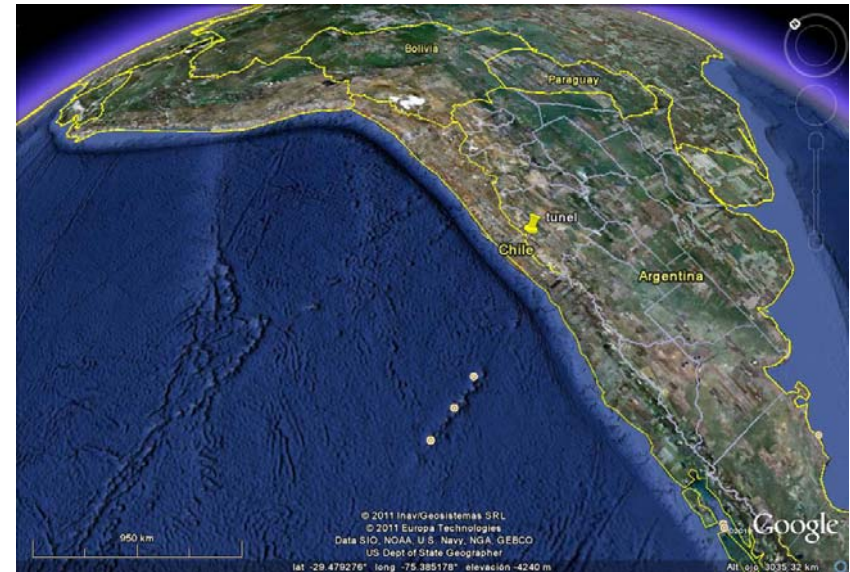 Bolivia
Paraguay
tunel
Chile
Argentina
© 2011 Inav/Geosistemas SRL
© 2011 Europa Technologies
Data SIO, NOAA, U.S. Navy, NGA, GEBCO
US Dept of State Geographer
Google
950 km
lat -29.479276° long -75.385178° elevación -4240 m
Alt. ojo 3035.32 km